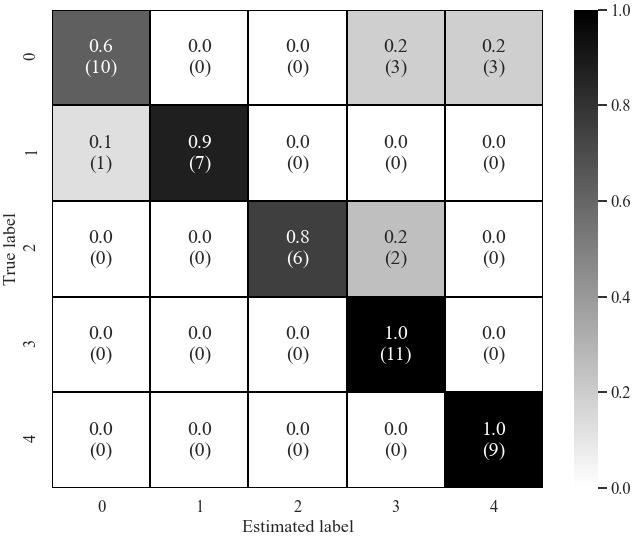 0.6 0.0 0.0 0.2 0.2
(10) (0) (0) (3) (3)
0.1 0.9 0.0 0.0 0.0
(1) (7) (0) (0) (0)
0.0 0.0 0.8 0.2 0.0
(0) (0) (6) (2) (0)
0.0 0.0 0.0 1.0 0.0
(0) (0) (0) (11) (0)
0.0 0.0 0.0 0.0 1.0
(0) (0) (0) (0) (9)
0
1
2
3
4
True label
0 1 2 3 4
Estimated label
1.0
0.8
0.6
0.4
0.2
0.0